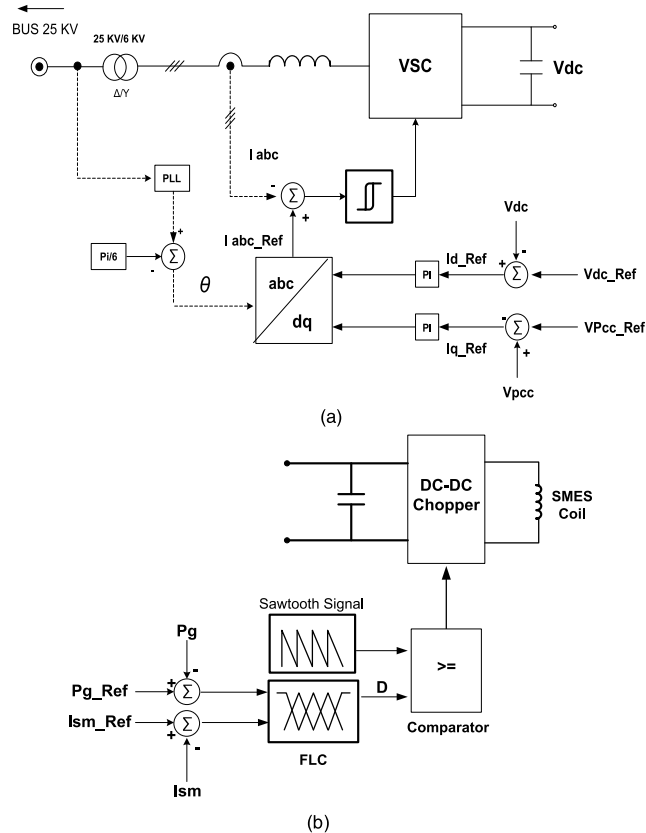 BUS 25 KV
25 KV/6 KV
Δ/Y
VSC
Vdc
I abc
PLL
-
Σ
+
Vdc
I abc_Ref
Id_Ref
-
+
Pi/6
+
-
Σ
θ
abc
dq
PI
+
Σ
Vdc_Ref
PI
-
Σ
VPcc_Ref
Iq_Ref
+
Vpcc
(a)
DC-DC
Chopper
SMES
Coil
Sawtooth Signal
Pg
-
Pg_Ref
+
Σ
D
>=
Ism_Ref
+
Σ
-
FLC
Comparator
Ism
(b)